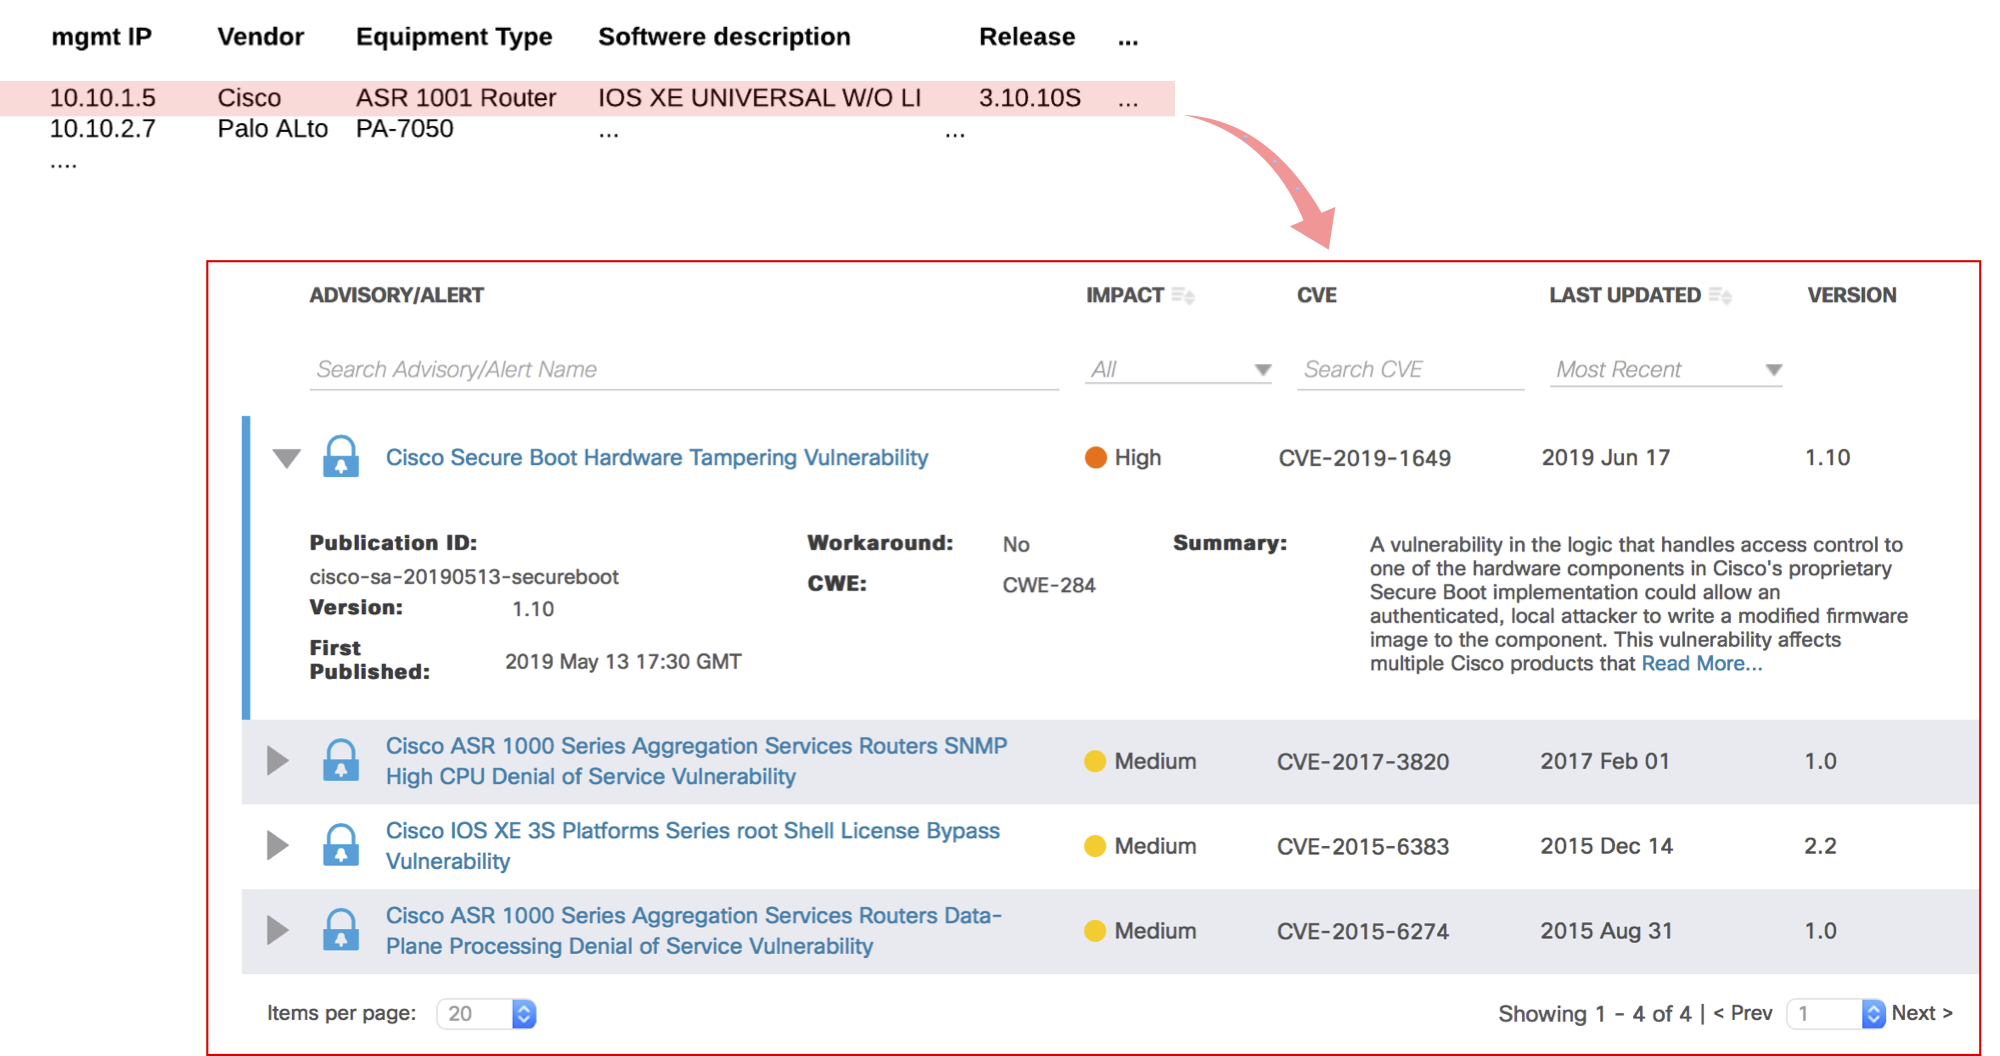 mgmt IP Vendor Equipment Type Softwere description Release ...
10.10.1.5 Cisco ASR 1001 Router IOS XE UNIVERSAL W/O LI 3.10.10S ...
10.10.2.7 Palo ALto PA-7050 ... ...
....
ADVISORY/ALERT IMPACT CVE LAST UPDATED VERSION
Search Advisory/Alert Name All Search CVE Most Recent
Cisco Secure Boot Hardware Tampering Vulnerability High CVE-2019-1649 2019 Jun 17 1.10
Publication ID:
cisco-sa-20190513-secureboot
Version: 1.10
First
Published: 2019 May 13 17:30 GMT
Workaround: No
CWE: CWE-284
Summary: A vulnerability in the logic that handles access control to
one of the hardware components in Cisco's proprietary
Secure Boot implementation could allow an
authenticated, local attacker to write a modified firmware
image to the component. This vulnerability affects
multiple Cisco products that Read More...
Cisco ASR 1000 Series Aggregation Services Routers SNMP
High CPU Denial of Service Vulnerability
Medium CVE-2017-3820 2017 Feb 01 1.0
Cisco IOS XE 3S Platforms Series root Shell License Bypass
Vulnerability
Medium CVE-2015-6383 2015 Dec 14 2.2
Cisco ASR 1000 Series Aggregation Services Routers Data-
Plane Processing Denial of Service Vulnerability
Medium CVE-2015-6274 2015 Aug 31 1.0
Items per page: 20 Showing 1 - 4 of 4 | < Prev 1 Next >